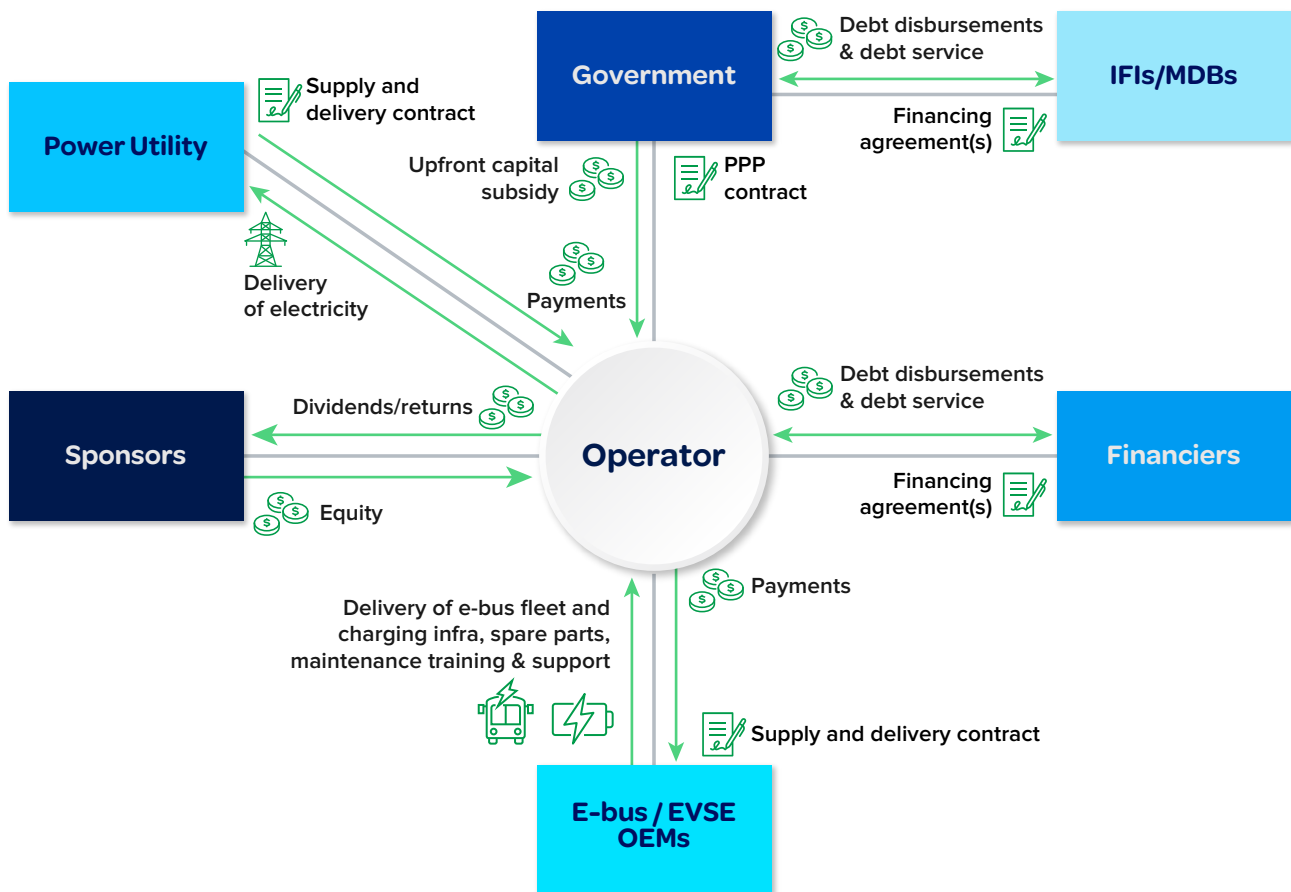 Government
Debt disbursements
& debt service
IFIs/MDBs
Financing
agreement(s)
Power Utility
Supply and
delivery contract
Upfront capital
subsidy
PPP
contract
Delivery
of electricity
Payments
Sponsors
Dividends/returns
Equity
Operator
Debt disbursements
& debt service
Financiers
Financing
agreement(s)
Delivery of e-bus fleet and
charging infra, spare parts,
maintenance training & support
Payments
Supply and delivery contract
E-bus / EVSE
OEMs